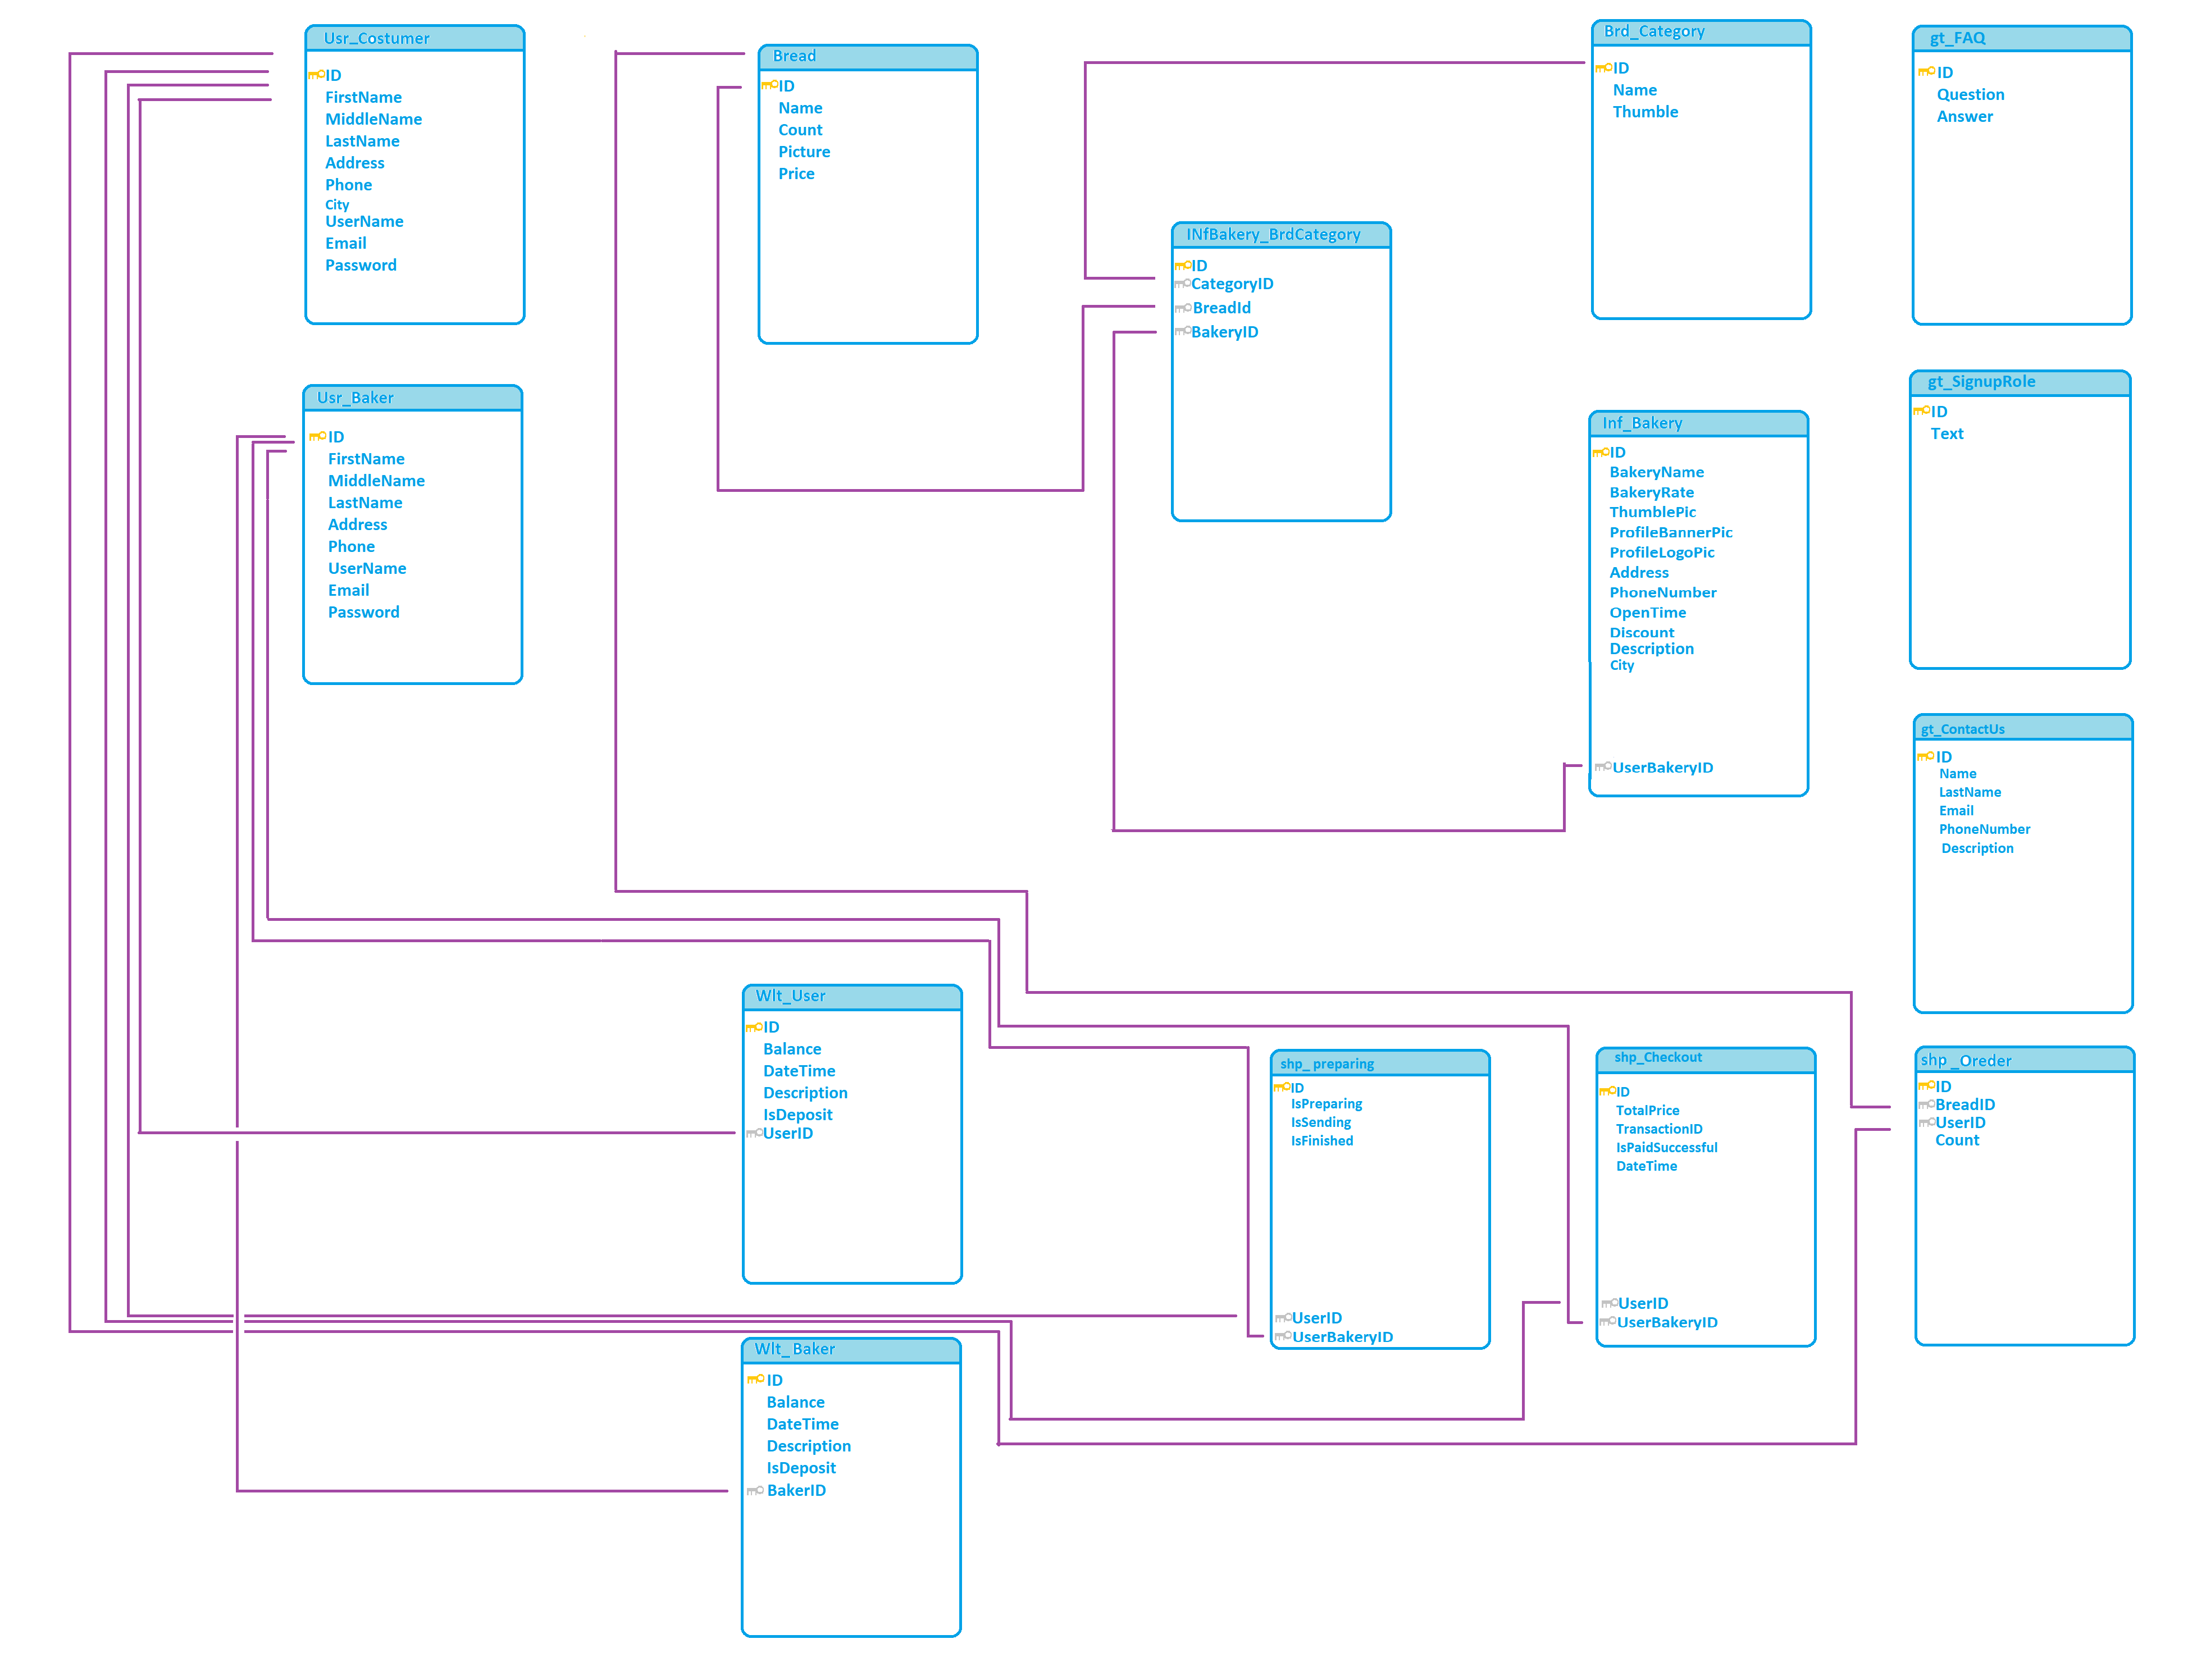 Usr_Costumer
ID
FirstName
MiddleName
LastName
Address
Phone
City
UserName
Email
Password
Bread
ID
Name
Count
Picture
Price
Brd_Category
ID
Name
Thumble
gt_FAQ
ID
Question
Answer
INfBakery_BrdCategory
ID
CategoryID
BreadId
BakeryID
Usr_Baker
ID
FirstName
MiddleName
LastName
Address
Phone
UserName
Email
Password
Inf_Bakery
ID
BakeryName
BakeryRate
ThumblePic
ProfileBannerPic
ProfileLogoPic
Address
PhoneNumber
OpenTime
Discount
Description
City
UserBakeryID
gt_SignupRole
ID
Text
gt_ContactUs
ID
Name
LastName
Email
PhoneNumber
Description
Wlt_User
ID
Balance
DateTime
Description
IsDeposit
UserID
shp_ preparing
ID
IsPreparing
IsSending
IsFinished
UserID
UserBakeryID
shp_Checkout
ID
TotalPrice
TransactionID
IsPaidSuccessful
DateTime
UserID
UserBakeryID
shp_Oreder
ID
BreadID
UserID
Count
Wlt_Baker
ID
Balance
DateTime
Description
IsDeposit
BakerID